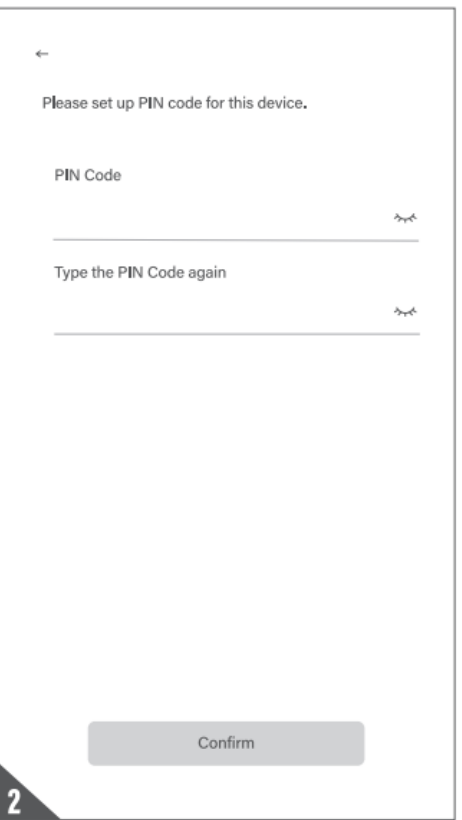 Please set up PIN code for this device.
PIN Code
Type the PIN Code again
Confirm
2